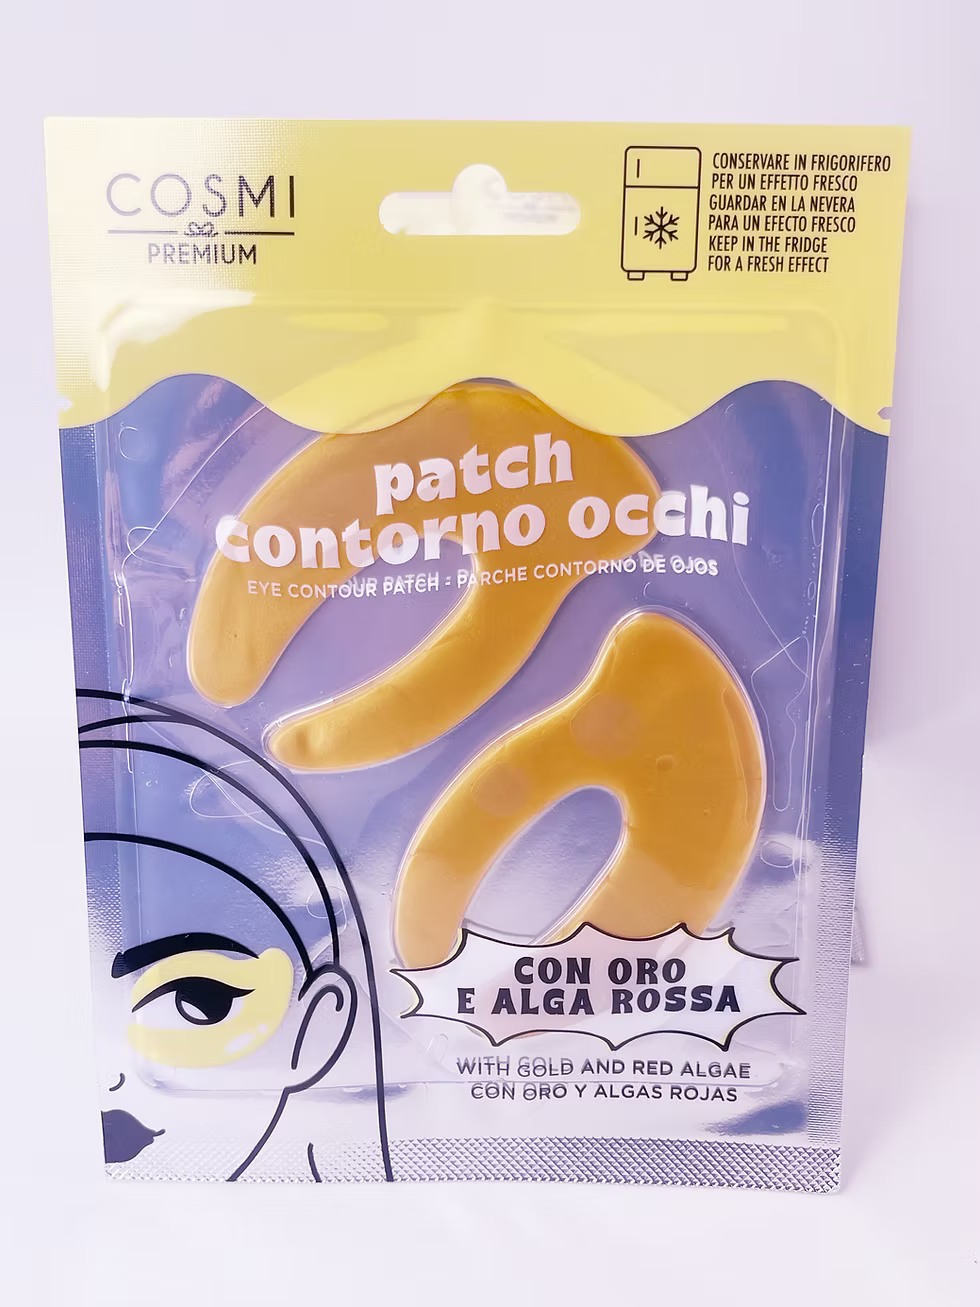 COSMI
PREMIUM
CONSERVARE IN FRIGORIFERO
PER UN EFFETTO FRESCO
GUARDAR EN LA NEVERA
PARA UN EFECTO FRESCO
KEEP IN THE FRIDGE
FOR A FRESH EFFECT
patch
contorno occhi
EYE CONTOUR PATCH - PARCHE CONTORNO DE OJOS
CON ORO
E ALGA ROSSA
WITH GOLD AND RED ALGAE
CON ORO Y ALGAS ROJAS